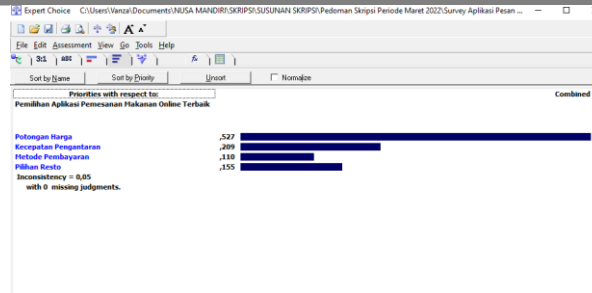 Expert Choice C:\Users\Vanza\Documents\NUSA MANDIRI\SKRIPSI\SUSUNAN SKRIPSI\Pedoman Skripsi Periode Maret 2022\Survey Aplikasi Pesan ...
File Edit Assessment View Go Tools Help
3:1 ABC
Sort by Name Sort by Priority Unsort Normalize
Priorities with respect to: Combined
Pemilihan Aplikasi Pemesanan Makanan Online Terbaik
Potongan Harga ,527
Kecepatan Pengantaran ,209
Metode Pembayaran ,110
Pilihan Resto ,155
Inconsistency = 0,05
with 0 missing judgments.